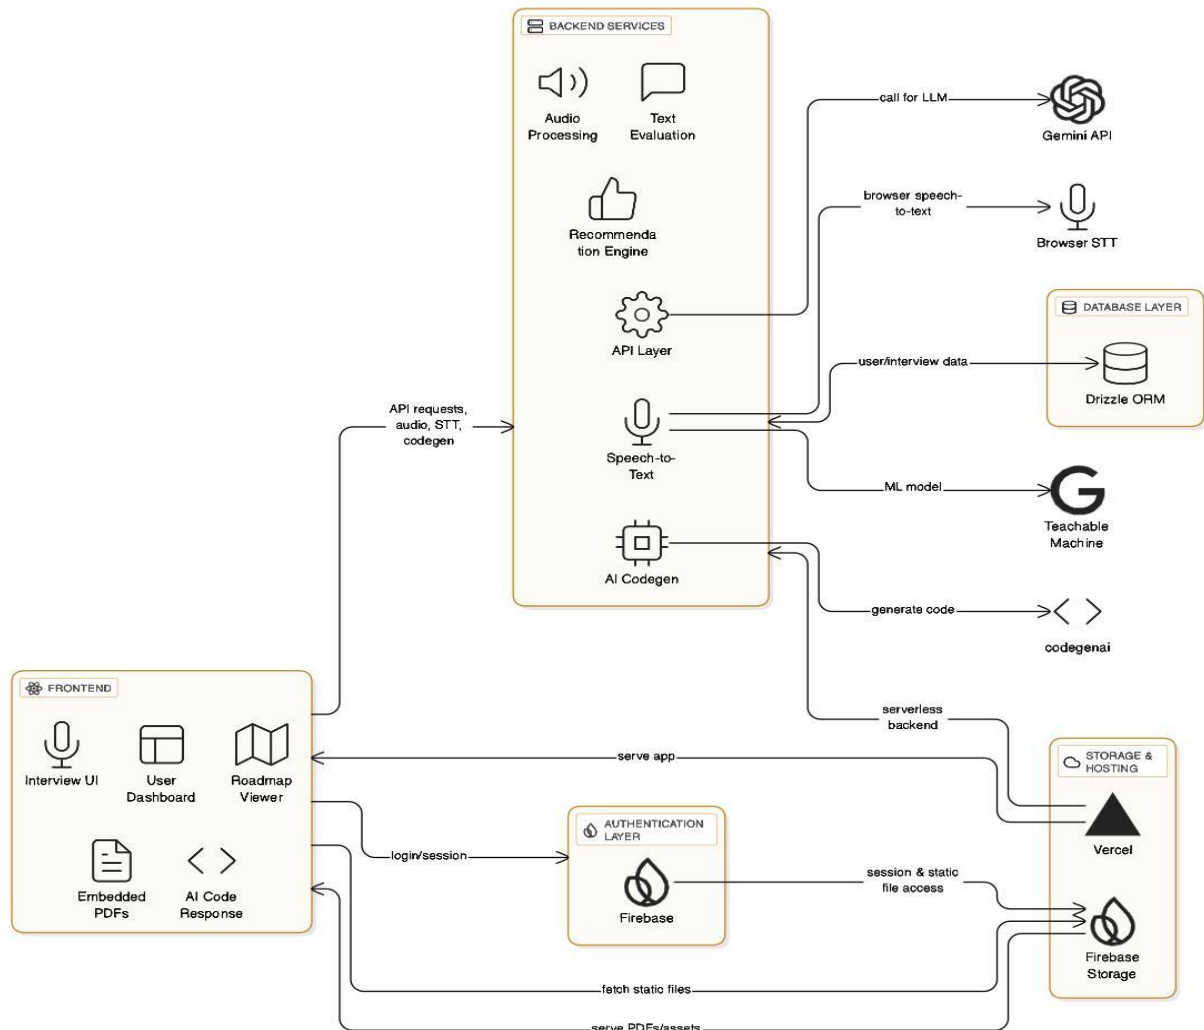 BACKEND SERVICES
Audio
Processing
Text
Evaluation
Recommenda
tion Engine
API Layer
Speech-to-
Text
AI Codegen
call for LLM
Gemini API
browser speech-
to-text
Browser STT
DATABASE LAYER
user/interview data
Drizzle ORM
API requests,
audio, STT,
codegen
ML model
Teachable
Machine
generate code
codegenai
serverless
backend
FRONTEND
Interview UI
User
Dashboard
Roadmap
Viewer
Embedded
PDFs
AI Code
Response
serve app
login/session
AUTHENTICATION
LAYER
Firebase
session & static
file access
STORAGE &
HOSTING
Vercel
Firebase
Storage
fetch static files
serve PDFs/assets